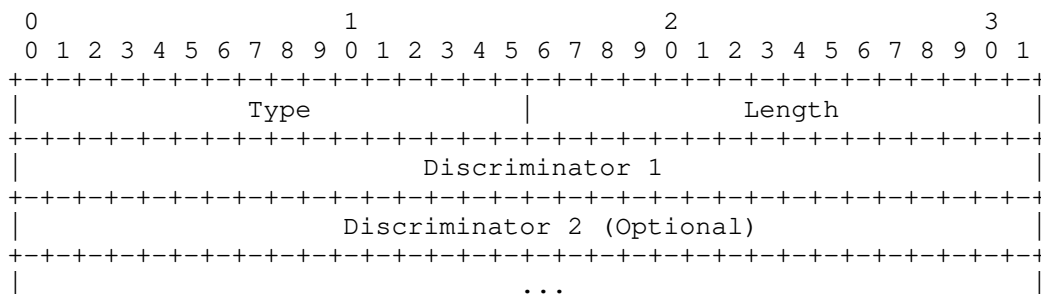 0                   1                   2                   3
0 1 2 3 4 5 6 7 8 9 0 1 2 3 4 5 6 7 8 9 0 1 2 3 4 5 6 7 8 9 0 1
+-+-+-+-+-+-+-+-+-+-+-+-+-+-+-+-+-+-+-+-+-+-+-+-+-+-+-+-+-+-+-+-+
| Type | Length |
+-+-+-+-+-+-+-+-+-+-+-+-+-+-+-+-+-+-+-+-+-+-+-+-+-+-+-+-+-+-+-+-+
| Discriminator 1 |
+-+-+-+-+-+-+-+-+-+-+-+-+-+-+-+-+-+-+-+-+-+-+-+-+-+-+-+-+-+-+-+-+
| Discriminator 2 (Optional) |
+-+-+-+-+-+-+-+-+-+-+-+-+-+-+-+-+-+-+-+-+-+-+-+-+-+-+-+-+-+-+-+-+
| ... |